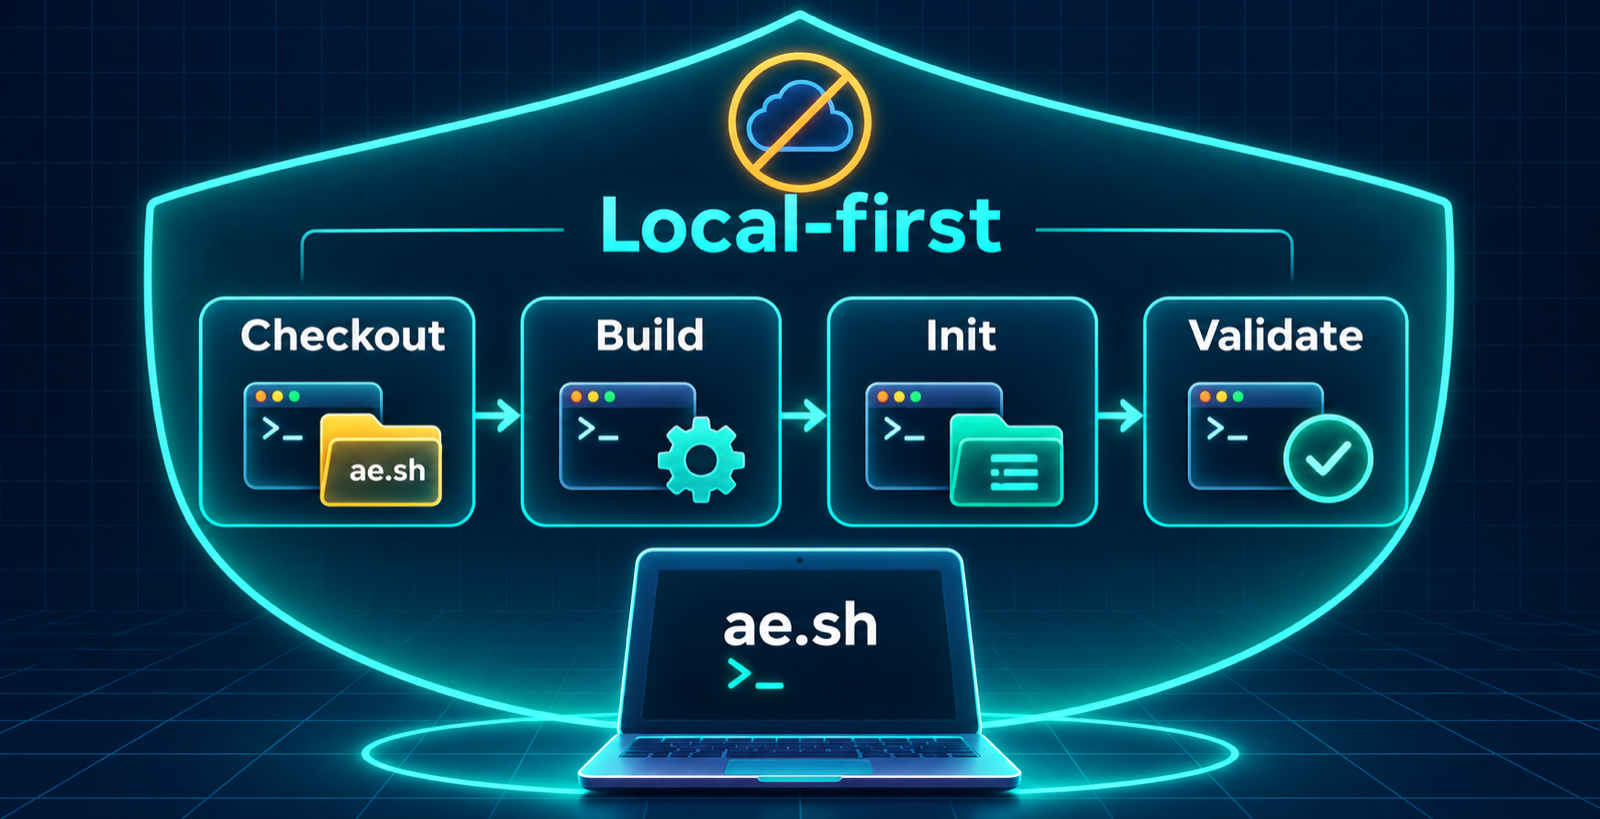 Local-first
Checkout
Build
Init
Validate
>_
>_
>_
>_
ae.sh
ae.sh
>_